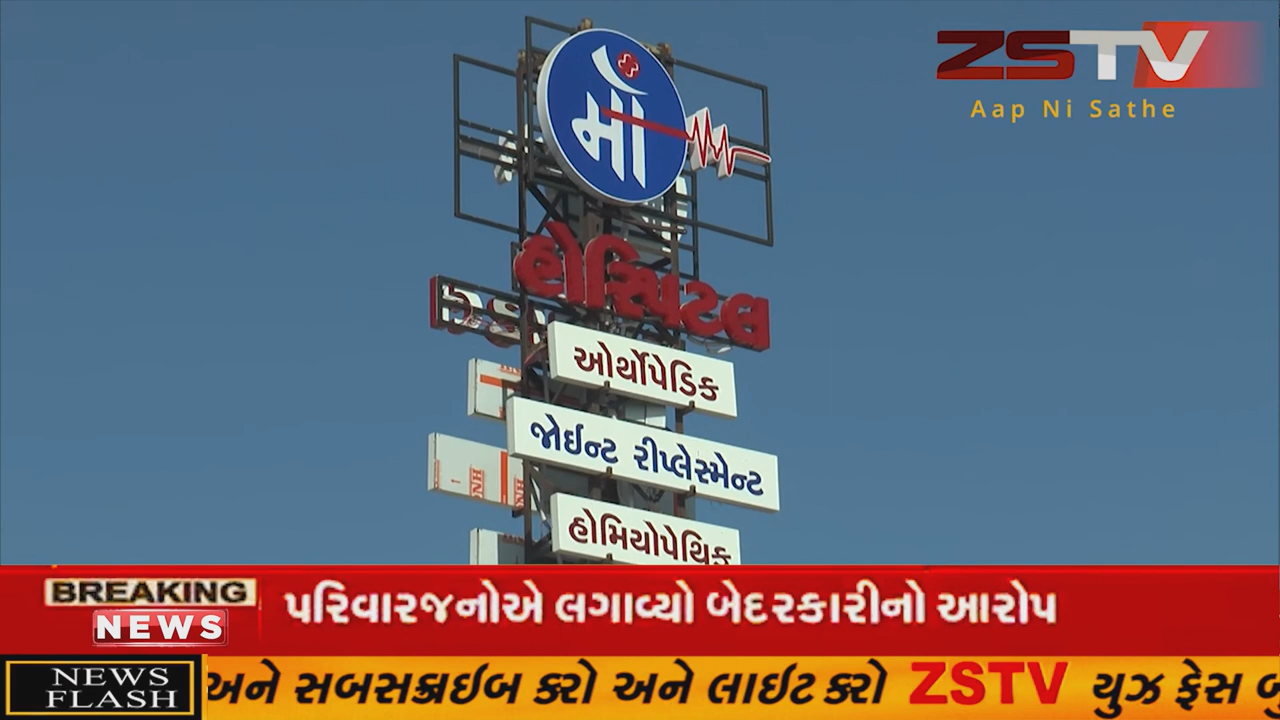 ZSTV
Aap Ni Sathe
માઁ
હોસ્પિટલ
ઓર્થોપેડિક
જોઈન્ટ રીપ્લેસ્મેન્ટ
હોમિયોપેથિક
BREAKING
NEWS
પરિવારજનોએ લગાવ્યો બેદરકારીનો આરોપ
NEWS
FLASH
અને સબસક્રાઇબ કરો અને લાઈટ કરો ZSTV યુઝ ફેસ